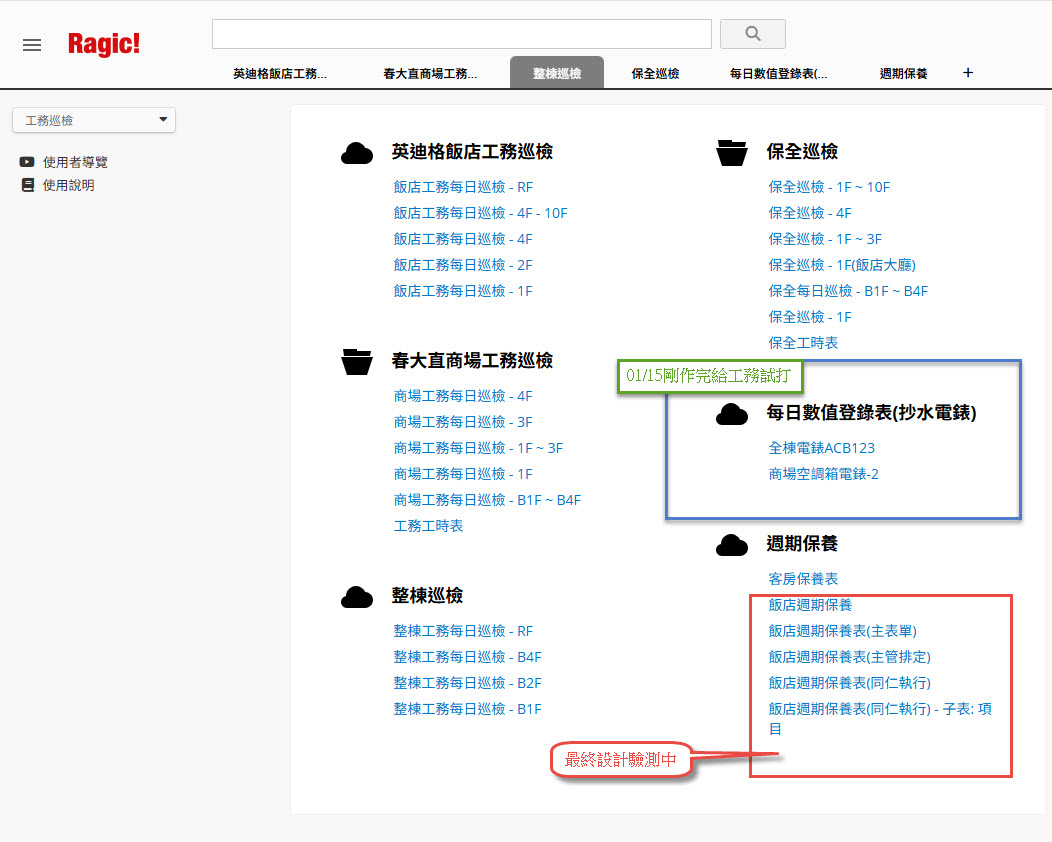 Ragic!
英迪格飯店工務...
春大直商場工務...
整棟巡檢
保全巡檢
每日數值登錄表(...
週期保養
+
工務巡檢
使用者導覽
使用說明
英迪格飯店工務巡檢
飯店工務每日巡檢 - RF
飯店工務每日巡檢 - 4F - 10F
飯店工務每日巡檢 - 4F
飯店工務每日巡檢 - 2F
飯店工務每日巡檢 - 1F
春大直商場工務巡檢
商場工務每日巡檢 - 4F
商場工務每日巡檢 - 3F
商場工務每日巡檢 - 1F ~ 3F
商場工務每日巡檢 - 1F
商場工務每日巡檢 - B1F ~ B4F
工務工時表
整棟巡檢
整棟工務每日巡檢 - RF
整棟工務每日巡檢 - B4F
整棟工務每日巡檢 - B2F
整棟工務每日巡檢 - B1F
保全巡檢
保全巡檢 - 1F ~ 10F
保全巡檢 - 4F
保全巡檢 - 1F ~ 3F
保全巡檢 - 1F(飯店大廳)
保全每日巡檢 - B1F ~ B4F
保全巡檢 - 1F
保全工時表
01/15剛作完給工務試打
每日數值登錄表(抄水電錶)
全棟電錶ACB123
商場空調箱電錶-2
週期保養
客房保養表
飯店週期保養
飯店週期保養表(主表單)
飯店週期保養表(主管排定)
飯店週期保養表(同仁執行)
飯店週期保養表(同仁執行) - 子表: 項
目
最終設計驗測中